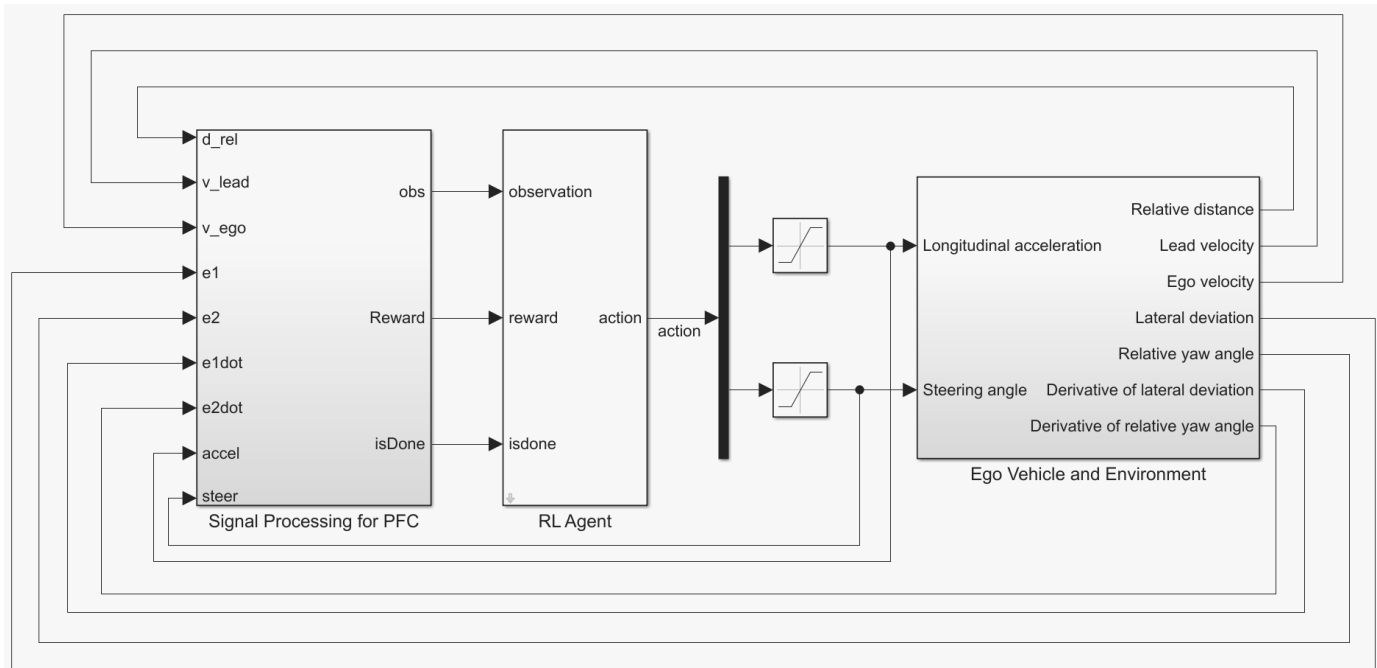 d_rel
v_lead
v_ego
e1
e2
e1dot
e2dot
accel
steer
obs
Reward
isDone
Signal Processing for PFC
observation
reward
isdone
action
RL Agent
action
Longitudinal acceleration
Steering angle
Relative distance
Lead velocity
Ego velocity
Lateral deviation
Relative yaw angle
Derivative of lateral deviation
Derivative of relative yaw angle
Ego Vehicle and Environment